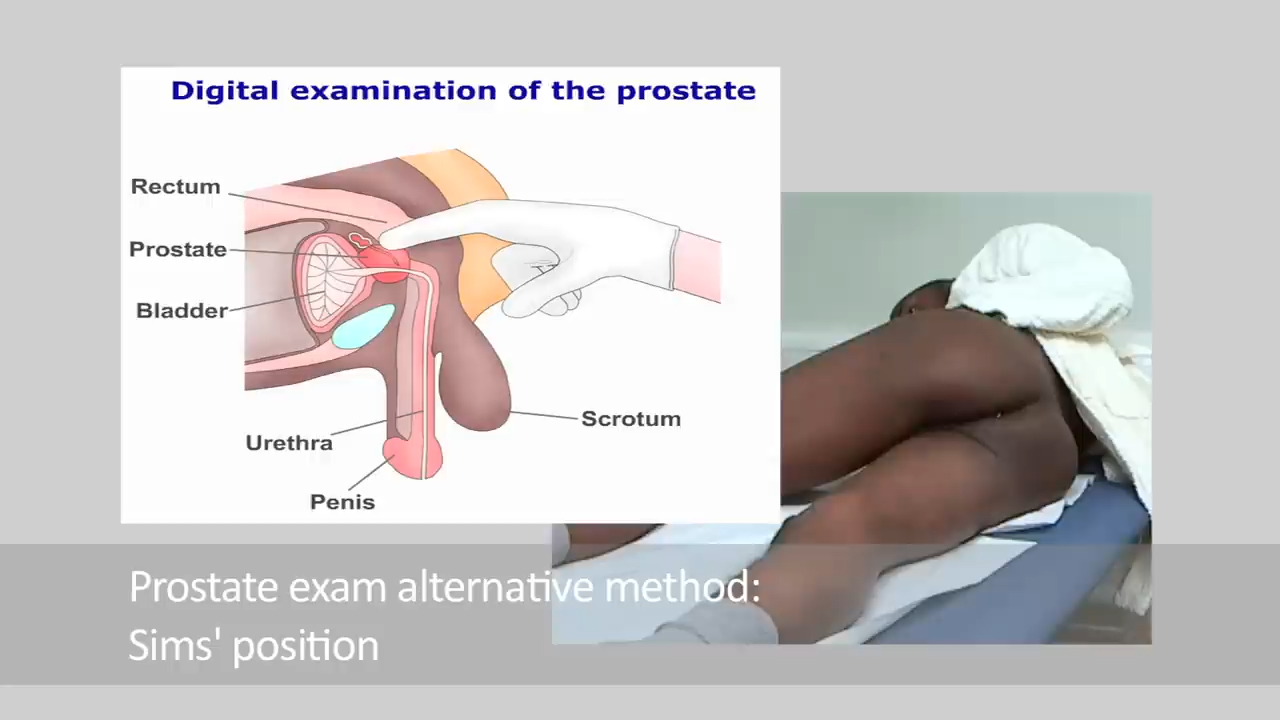 Digital examination of the prostate
Rectum
Prostate
Bladder
Scrotum
Urethra
Penis
Prostate exam alternative method:
Sims' position